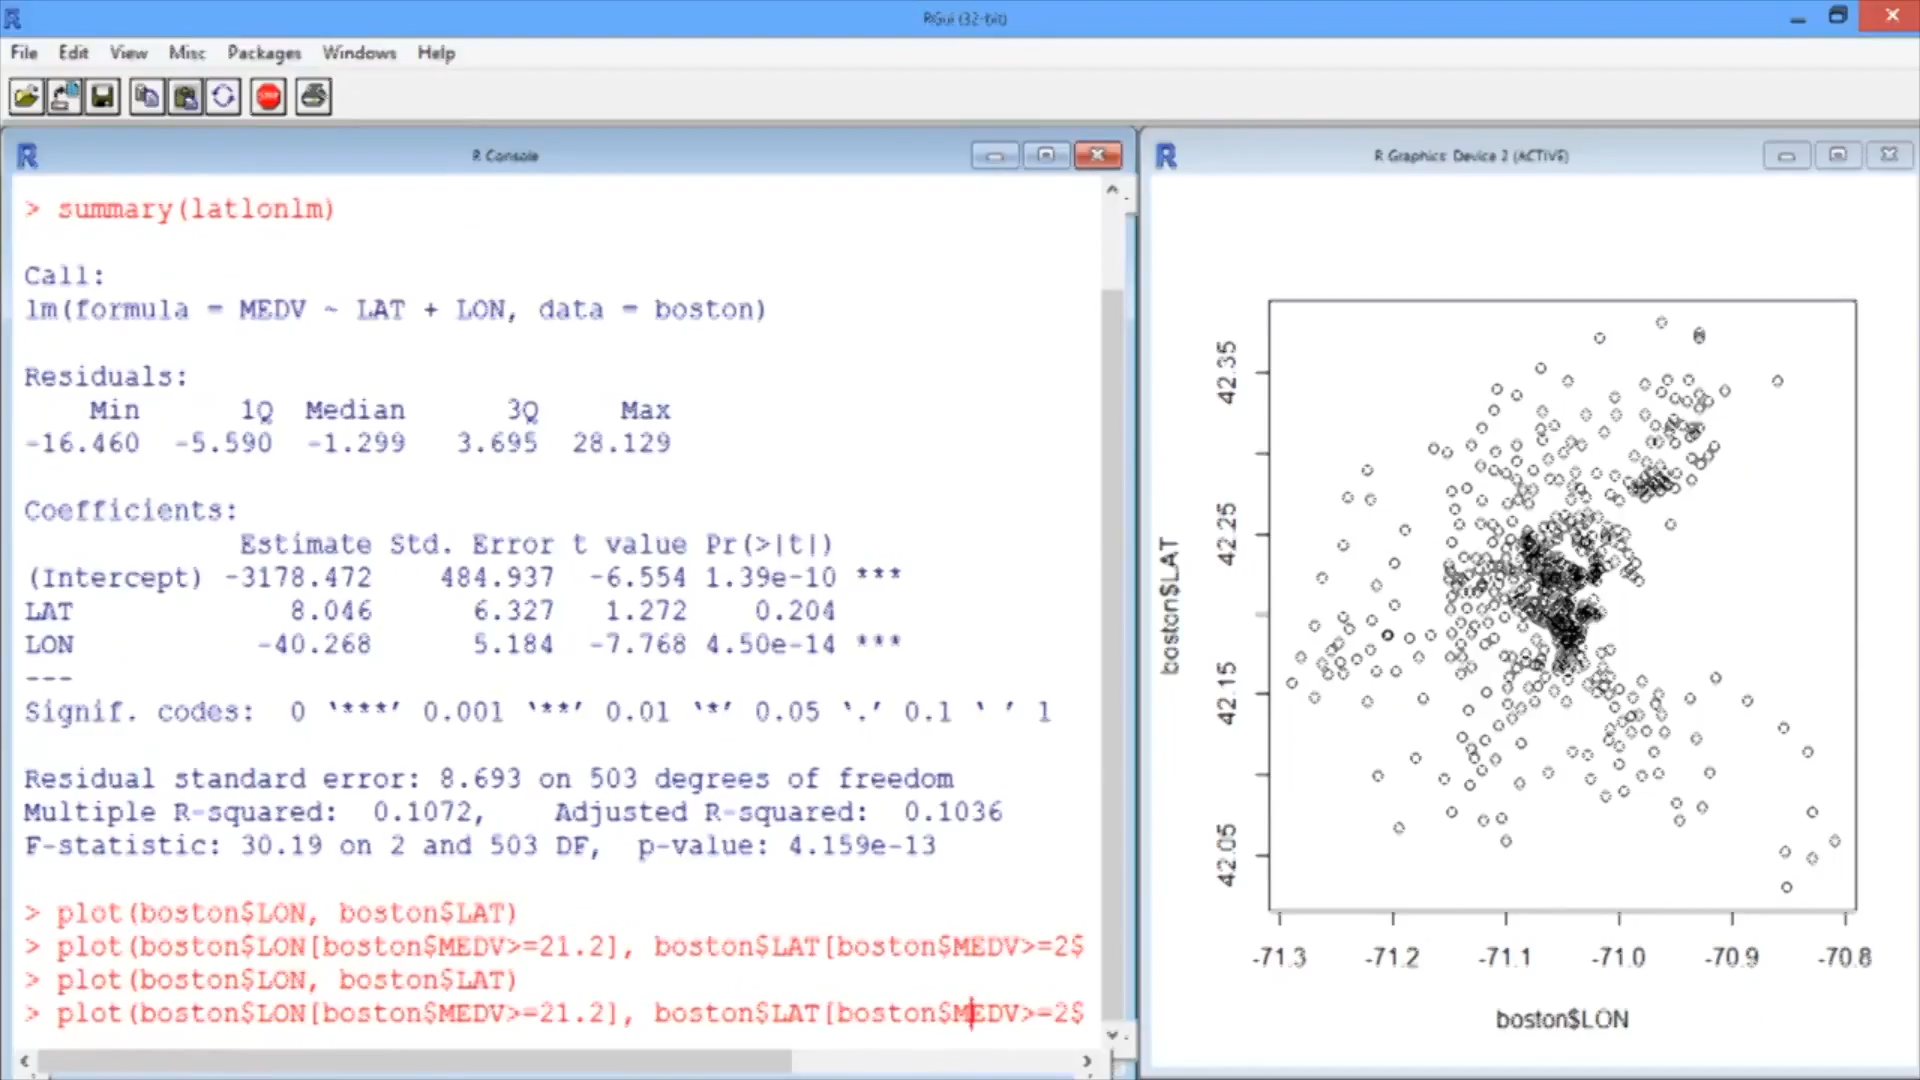 RGui (32-bit)
File Edit View Misc Packages Windows Help
STOP
R Console
> summary(latlonlm)
Call:
lm(formula = MEDV ~ LAT + LON, data = boston)
Residuals:
Min 1Q Median 3Q Max
-16.460 -5.590 -1.299 3.695 28.129
Coefficients:
Estimate Std. Error t value Pr(>|t|)
(Intercept) -3178.472 484.937 -6.554 1.39e-10 ***
LAT 8.046 6.327 1.272 0.204
LON -40.268 5.184 -7.768 4.50e-14 ***
---
Signif. codes: 0 ‘***’ 0.001 ‘**’ 0.01 ‘*’ 0.05 ‘.’ 0.1 ‘ ’ 1
Residual standard error: 8.693 on 503 degrees of freedom
Multiple R-squared: 0.1072, Adjusted R-squared: 0.1036
F-statistic: 30.19 on 2 and 503 DF, p-value: 4.159e-13
> plot(boston$LON, boston$LAT)
> plot(boston$LON[boston$MEDV>=21.2], boston$LAT[boston$MEDV>=2$
> plot(boston$LON, boston$LAT)
> plot(boston$LON[boston$MEDV>=21.2], boston$LAT[boston$MEDV>=2$
R Graphics: Device 2 (ACTIVE)
boston$LAT
42.35
42.25
42.15
42.05
-71.3 -71.2 -71.1 -71.0 -70.9 -70.8
boston$LON